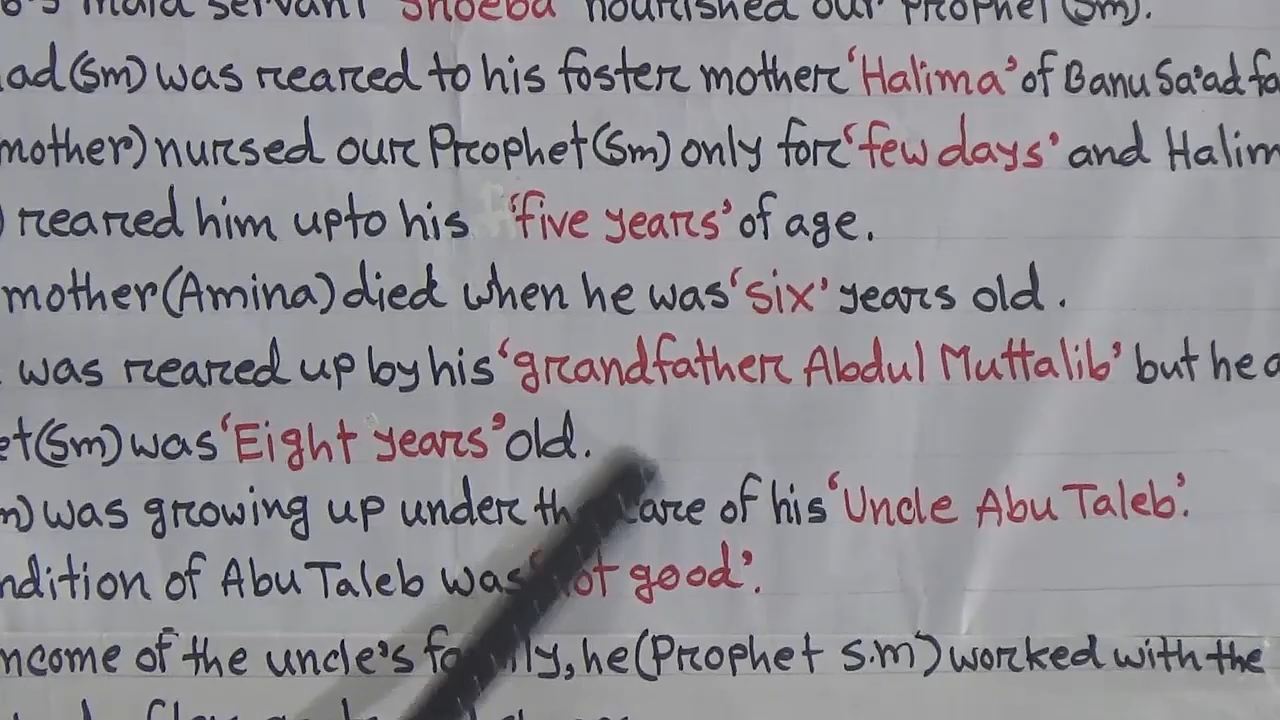 maid servant Shoeba nourished our Prophet (Sm).
ad (Sm) was reared to his foster mother 'Halima' of Banu Sa'ad fa
mother) nursed our Prophet (Sm) only for 'few days' and Halim
) reared him upto his 'five years' of age.
mother (Amina) died when he was 'six' years old.
was reared up by his 'grandfather Abdul Muttalib' but he d
et (Sm) was 'Eight years' old.
m) was growing up under the care of his 'Uncle Abu Taleb'.
ndition of Abu Taleb was 'not good'.
ncome of the uncle's family, he (Prophet s.m) worked with the